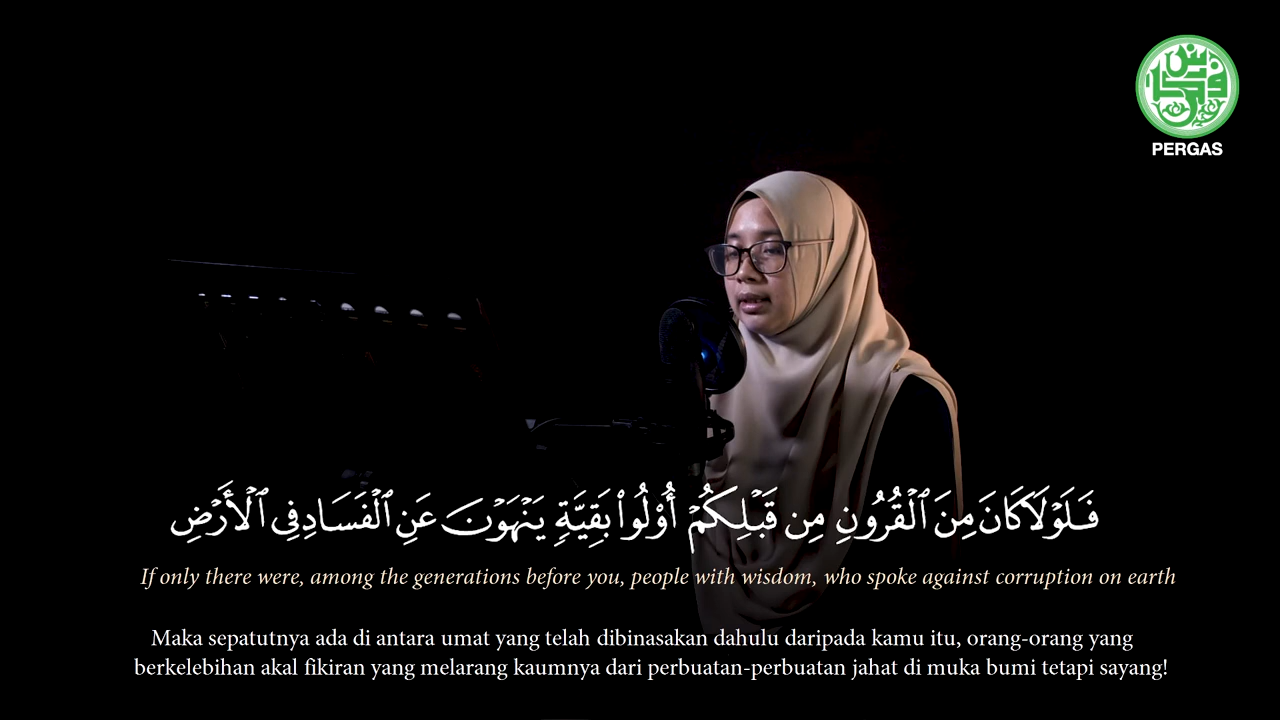 PERGAS
فَلَوْلَا كَانَ مِنَ ٱلْقُرُونِ مِن قَبْلِكُمْ أُو۟لُوا۟ بَقِيَّةٍ يَنْهَوْنَ عَنِ ٱلْفَسَادِ فِى ٱلْأَرْضِ
If only there were, among the generations before you, people with wisdom, who spoke against corruption on earth
Maka sepatutnya ada di antara umat yang telah dibinasakan dahulu daripada kamu itu, orang-orang yang
berkelebihan akal fikiran yang melarang kaumnya dari perbuatan-perbuatan jahat di muka bumi tetapi sayang!